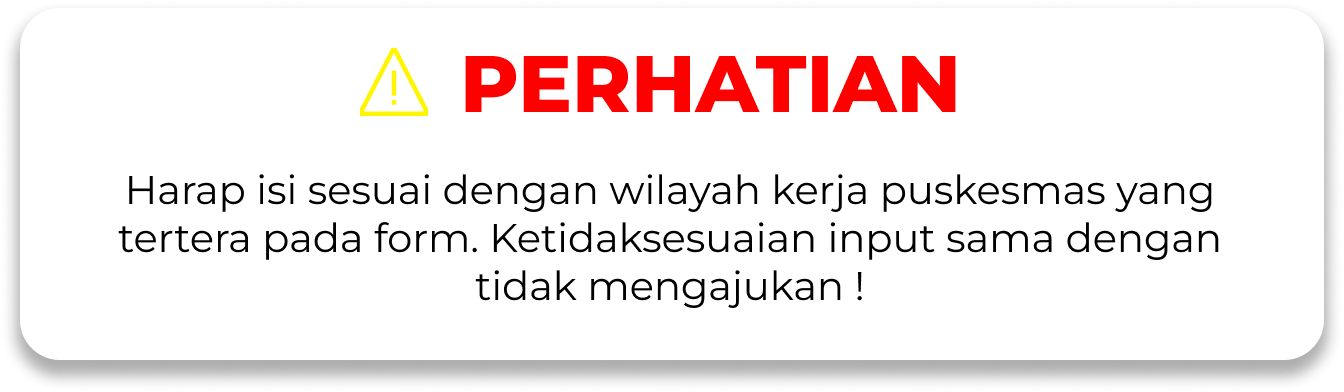 PERHATIAN
Harap isi sesuai dengan wilayah kerja puskesmas yang
tertera pada form. Ketidaksesuaian input sama dengan
tidak mengajukan !